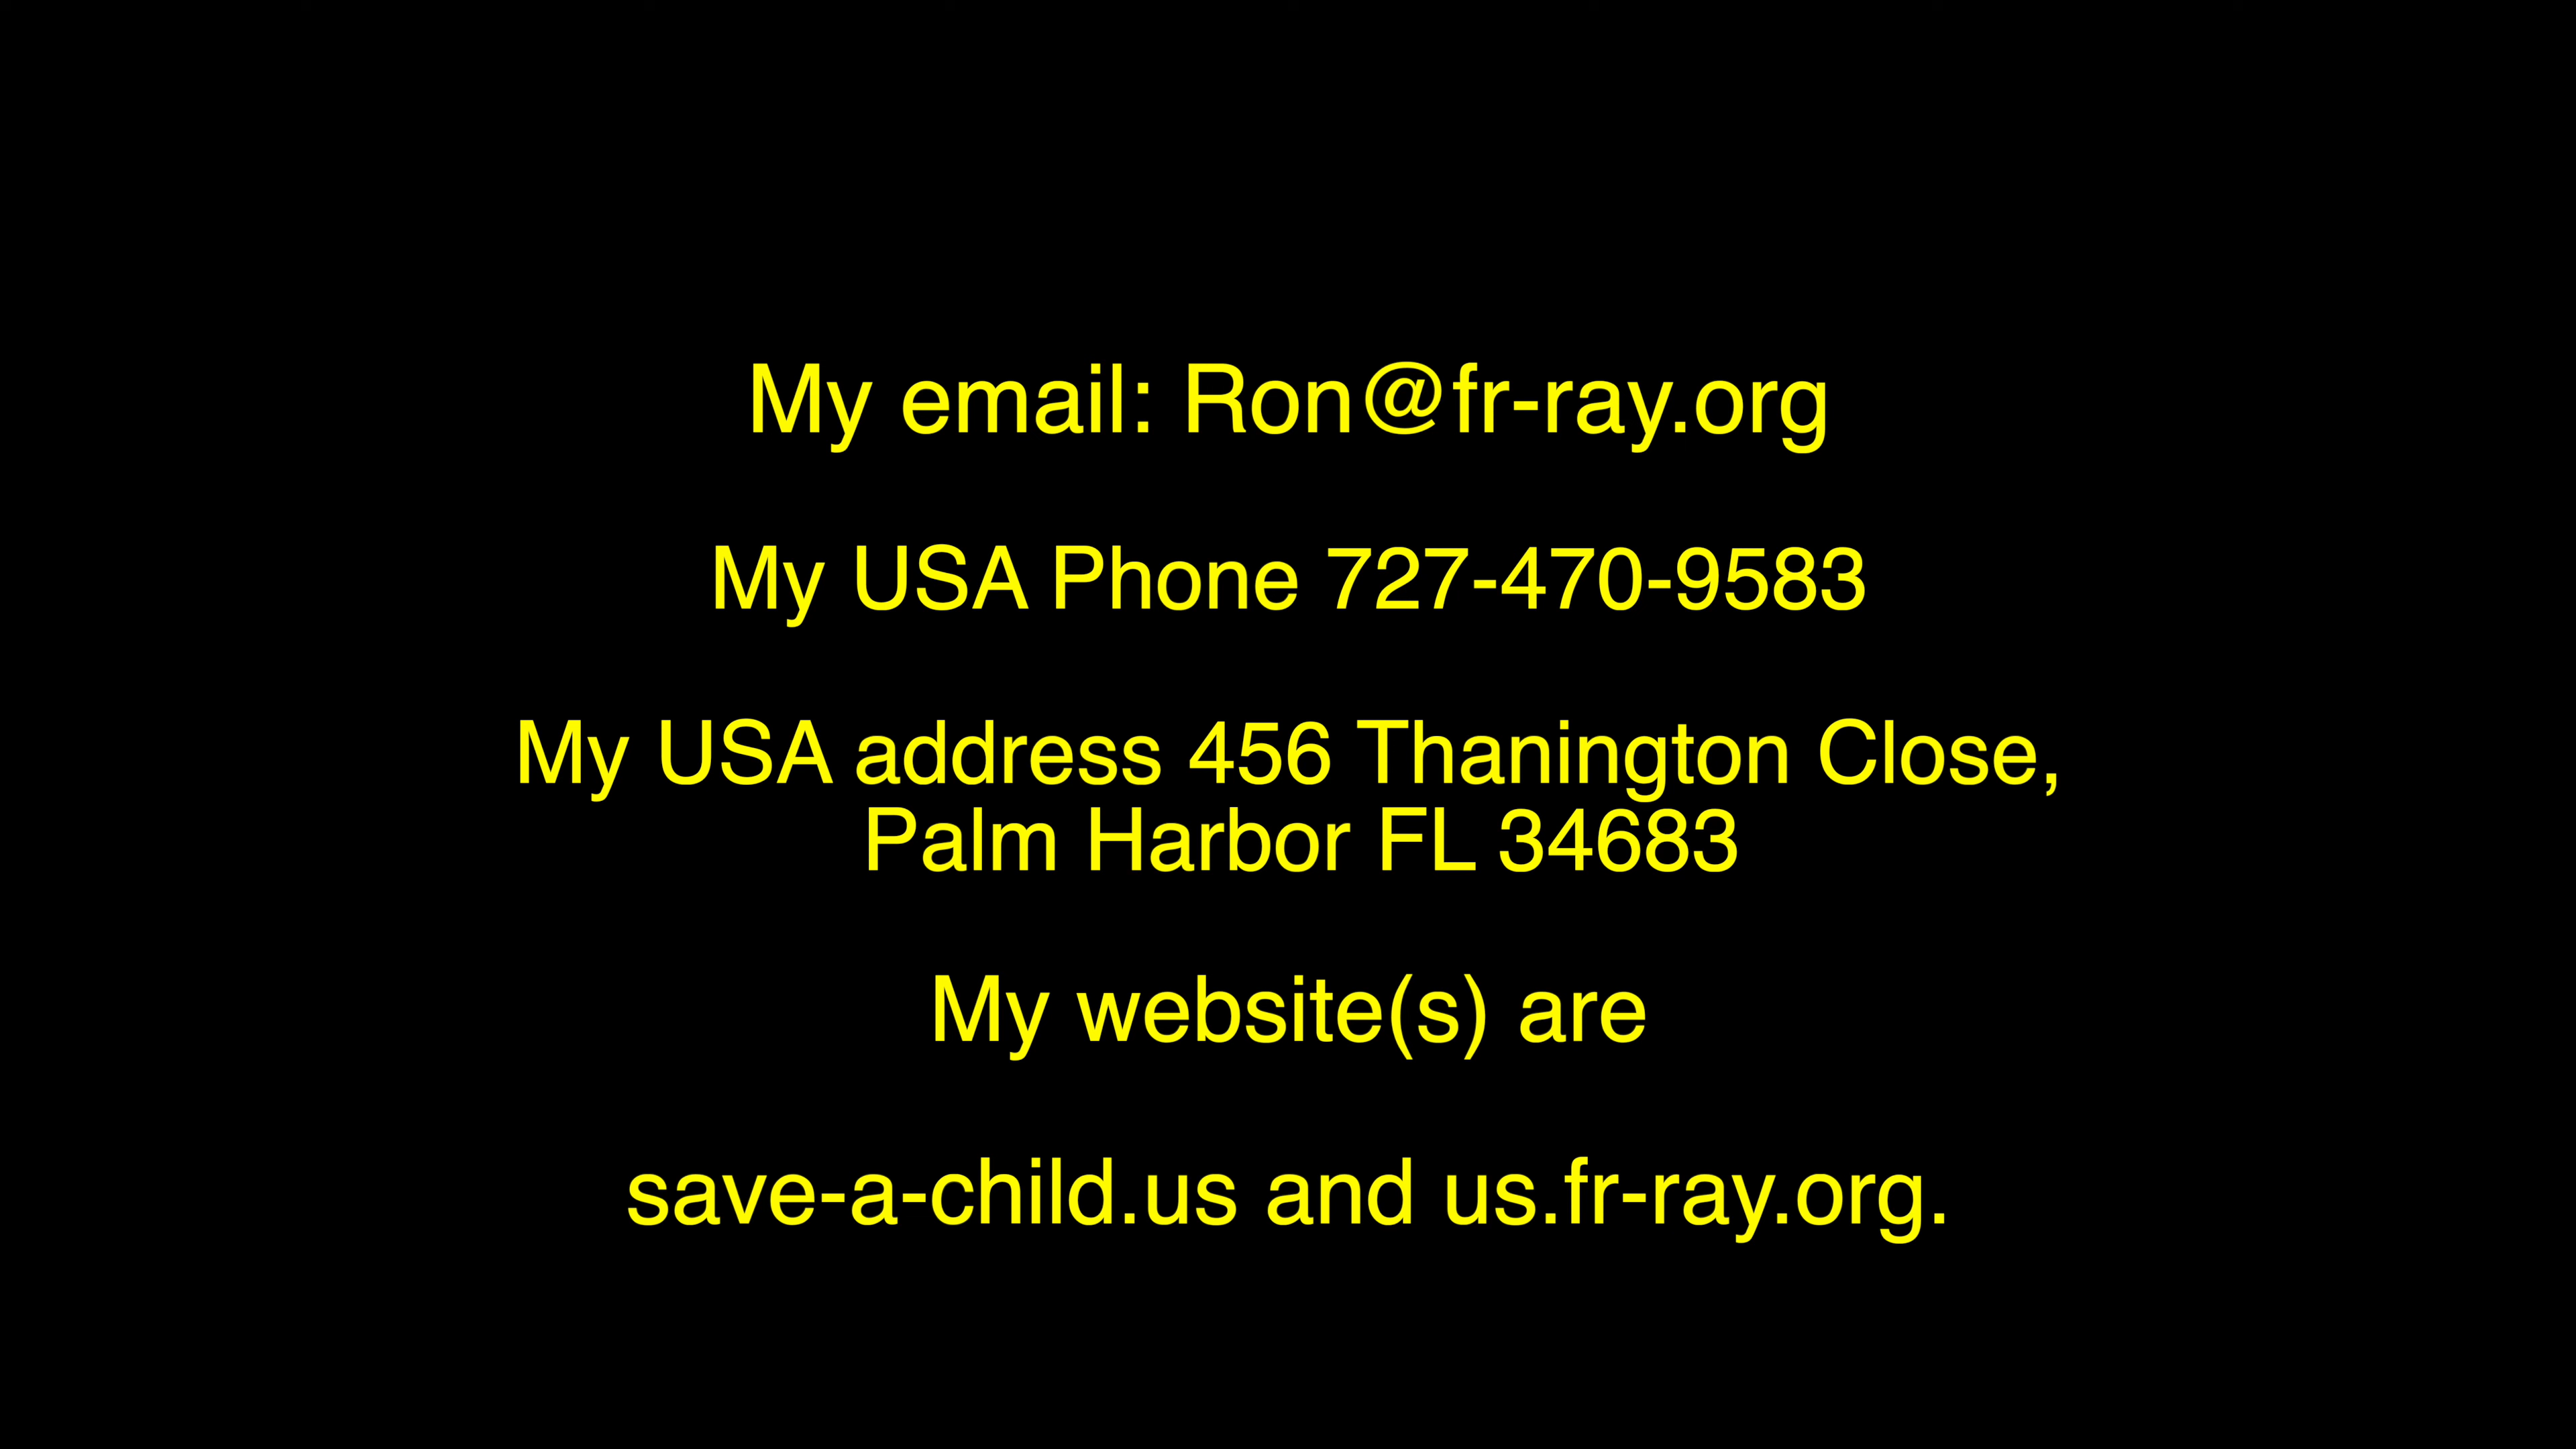 My email: Ron@fr-ray.org
My USA Phone 727-470-9583
My USA address 456 Thanington Close,
Palm Harbor FL 34683
My website(s) are
save-a-child.us and us.fr-ray.org.